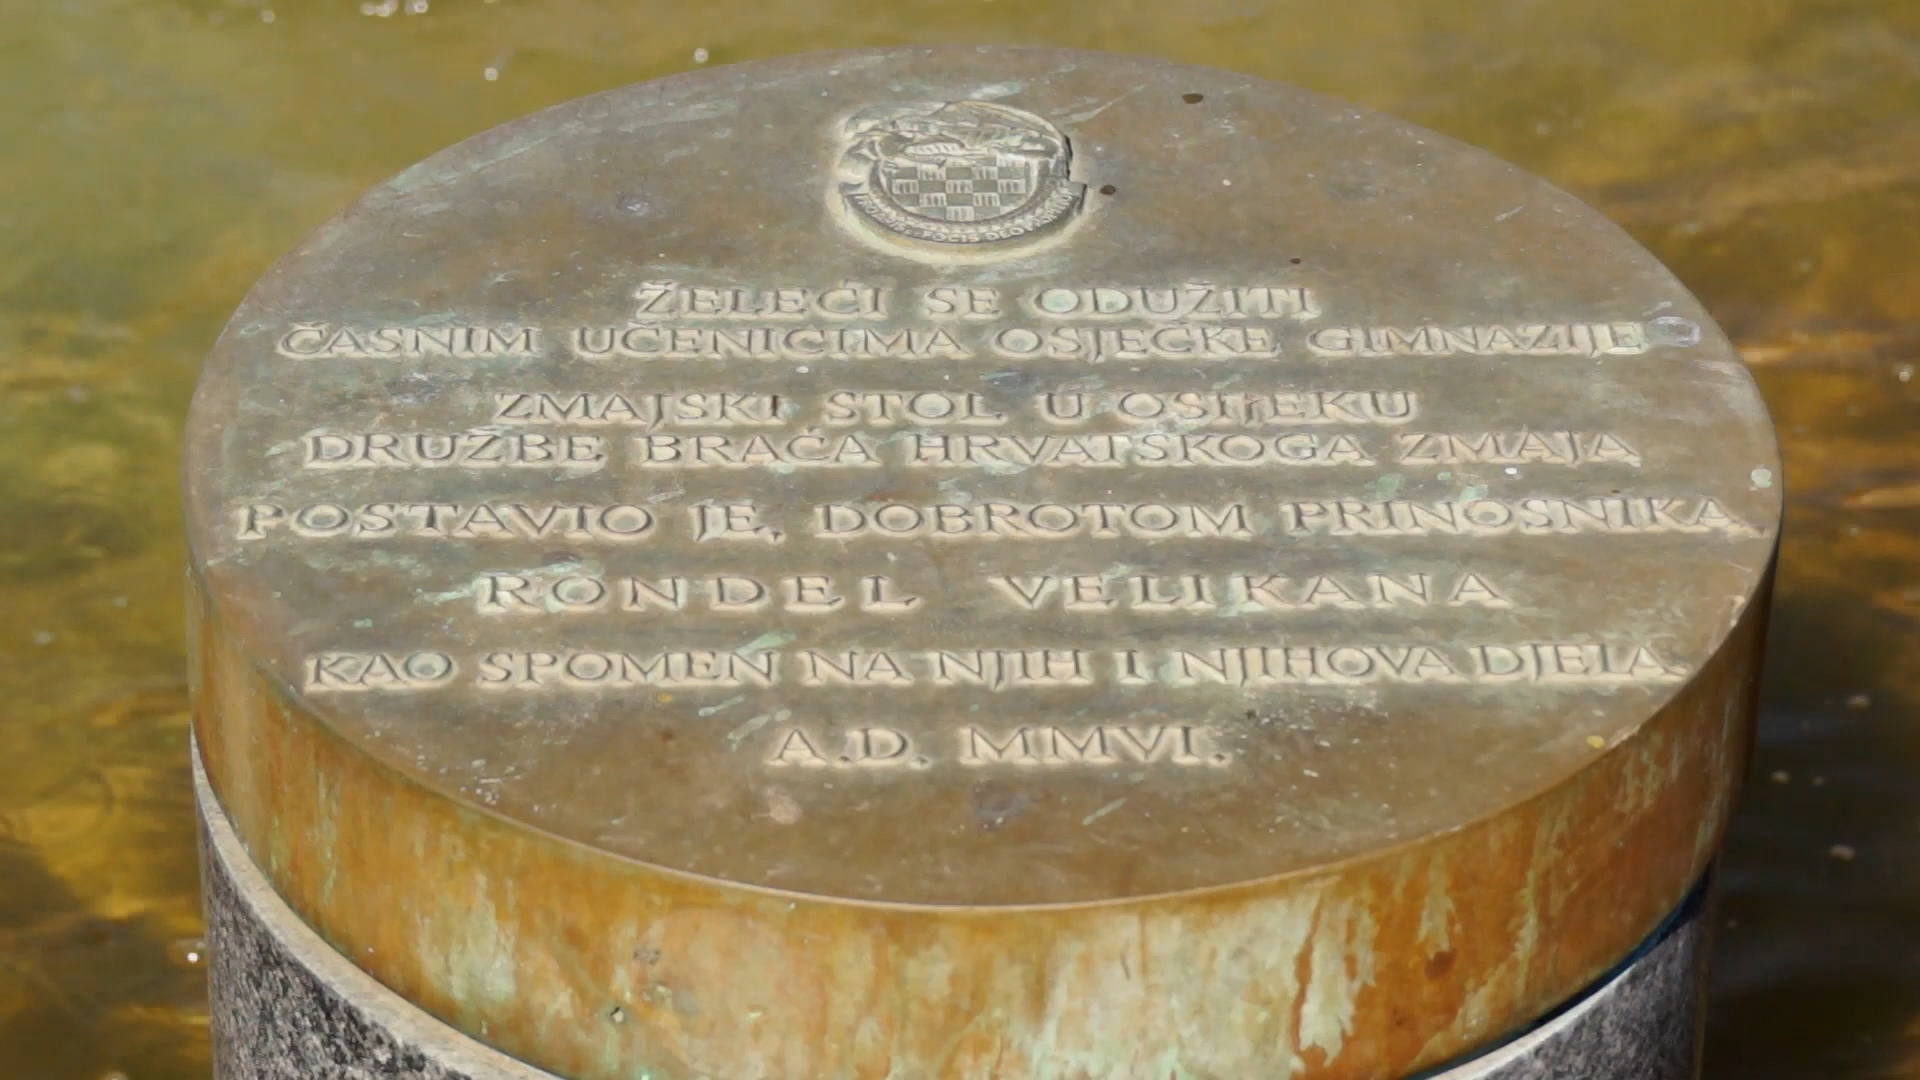 ŽELEĆI SE ODUŽITI
ČASNIM UČENICIMA OSJEČKE GIMNAZIJE
ZMAJSKI STOL U OSIJEKU
DRUŽBE BRAĆA HRVATSKOGA ZMAJA
POSTAVIO JE, DOBROTOM PRINOSNIKA,
RONDEL VELIKANA
KAO SPOMEN NA NJIH I NJIHOVA DJELA.
A.D. MMVI.